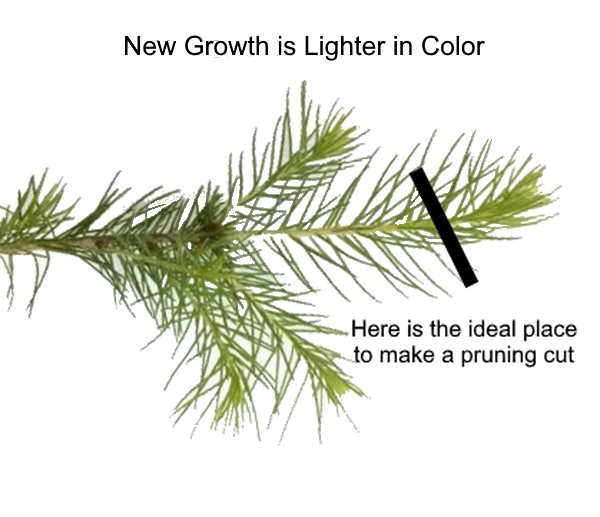 New Growth is Lighter in Color
Here is the ideal place
to make a pruning cut